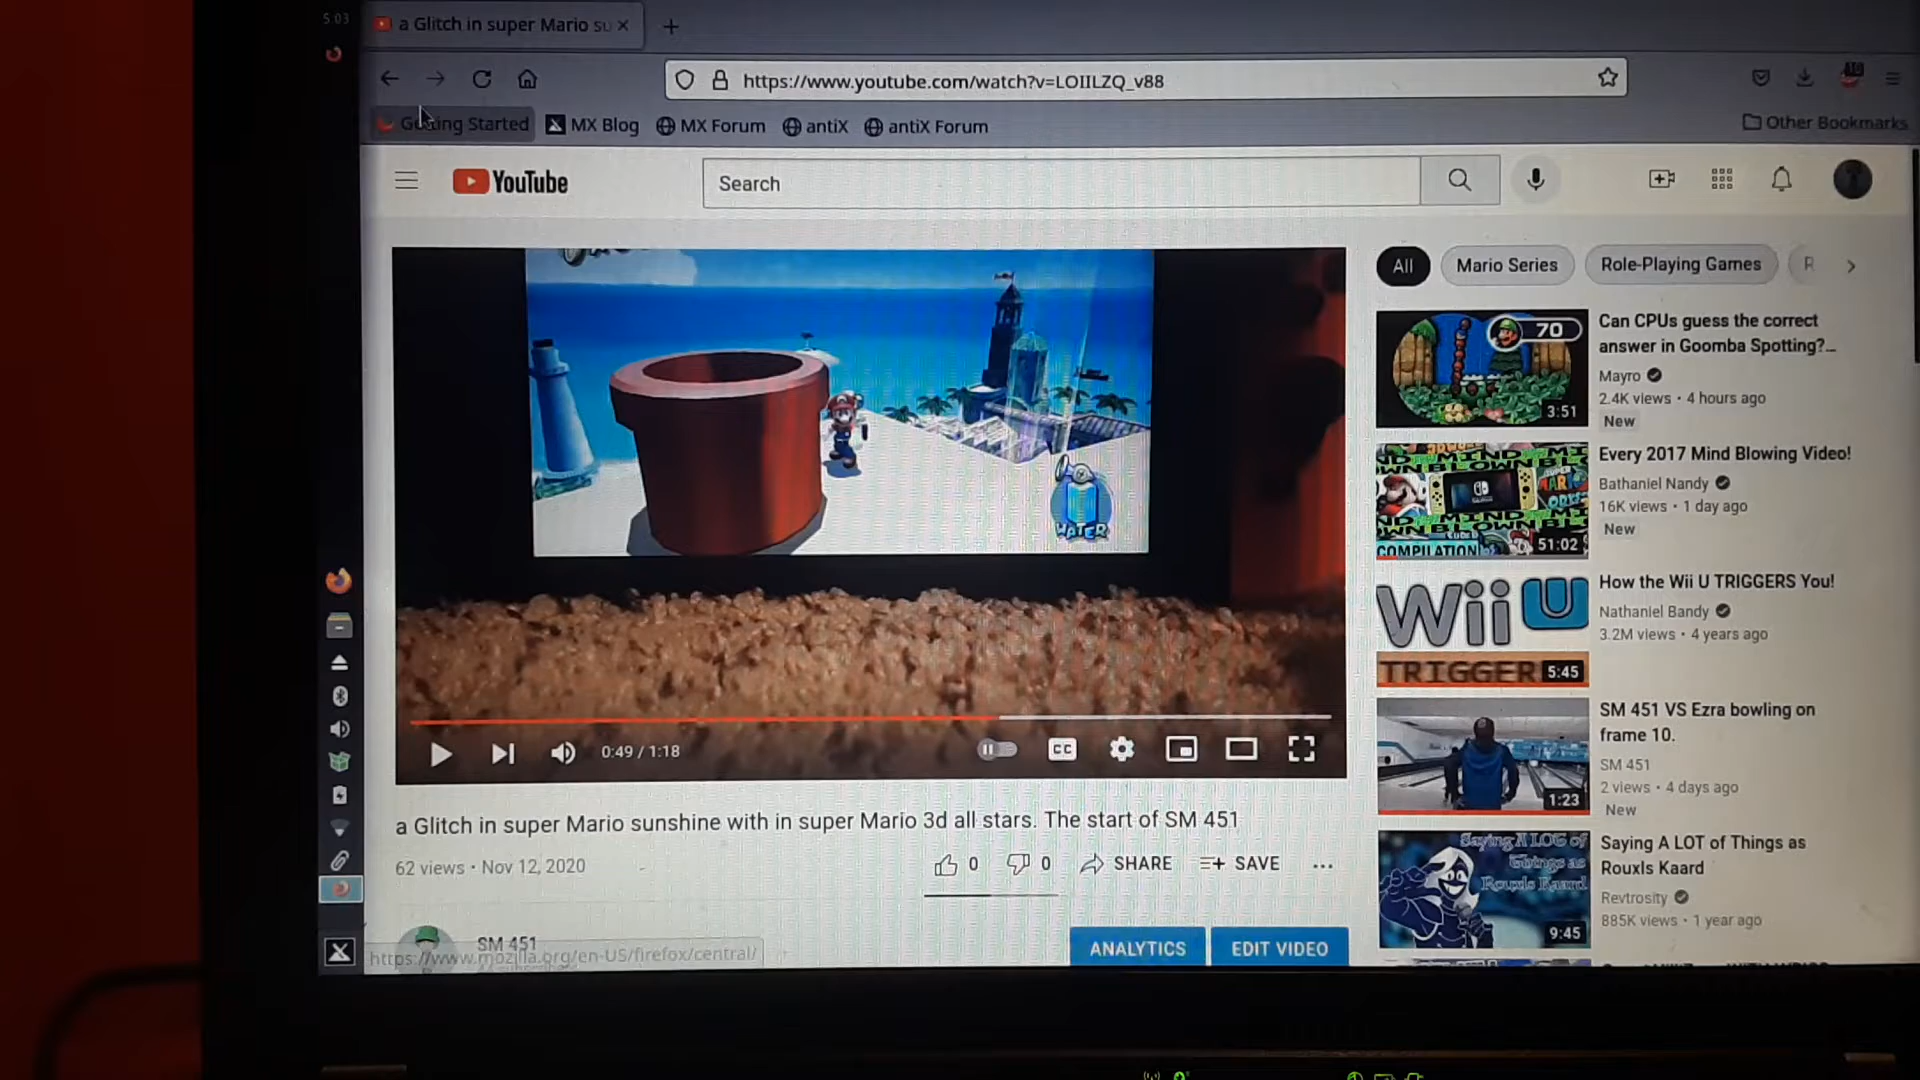 5 03
a Glitch in super Mario su
https://www.youtube.com/watch?v=LOIILZQ_v88
10
Getting Started
MX Blog
MX Forum
antiX
antiX Forum
Other Bookmarks
YouTube
Search
All
Mario Series
Role-Playing Games
R
WATER
0:49 / 1:18
CC
a Glitch in super Mario sunshine with in super Mario 3d all stars. The start of SM 451
62 views • Nov 12, 2020
0
0
SHARE
SAVE
SM 451
ANALYTICS
EDIT VIDEO
https://www.mozilla.org/en-US/firefox/central/
70
3:51
Can CPUs guess the correct
answer in Goomba Spotting?...
Mayro
2.4K views • 4 hours ago
New
COMPILATION
51:02
Every 2017 Mind Blowing Video!
Bathaniel Nandy
16K views • 1 day ago
New
Wii U
TRIGGER
5:45
How the Wii U TRIGGERS You!
Nathaniel Bandy
3.2M views • 4 years ago
1:23
SM 451 VS Ezra bowling on
frame 10.
SM 451
2 views • 4 days ago
New
Saying A LOT of
Things as
Rouxls Kaard
9:45
Saying A LOT of Things as
Rouxls Kaard
Revtrosity
885K views • 1 year ago